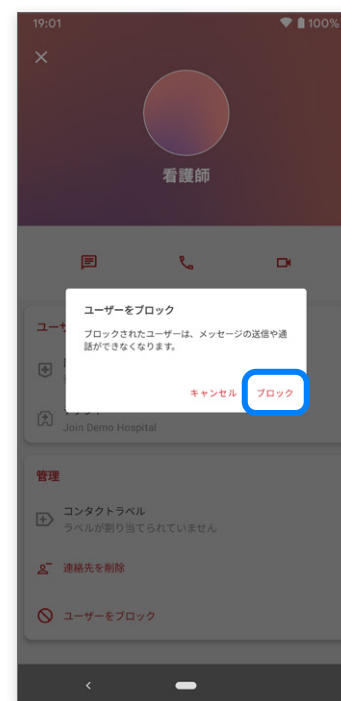 19:01
100%
看護師
ユーザーをブロック
ブロックされたユーザーは、メッセージの送信や通
話ができなくなります。
キャンセル
ブロック
Join Demo Hospital
管理
コンタクトラベル
ラベルが割り当てられていません
連絡先を削除
ユーザーをブロック